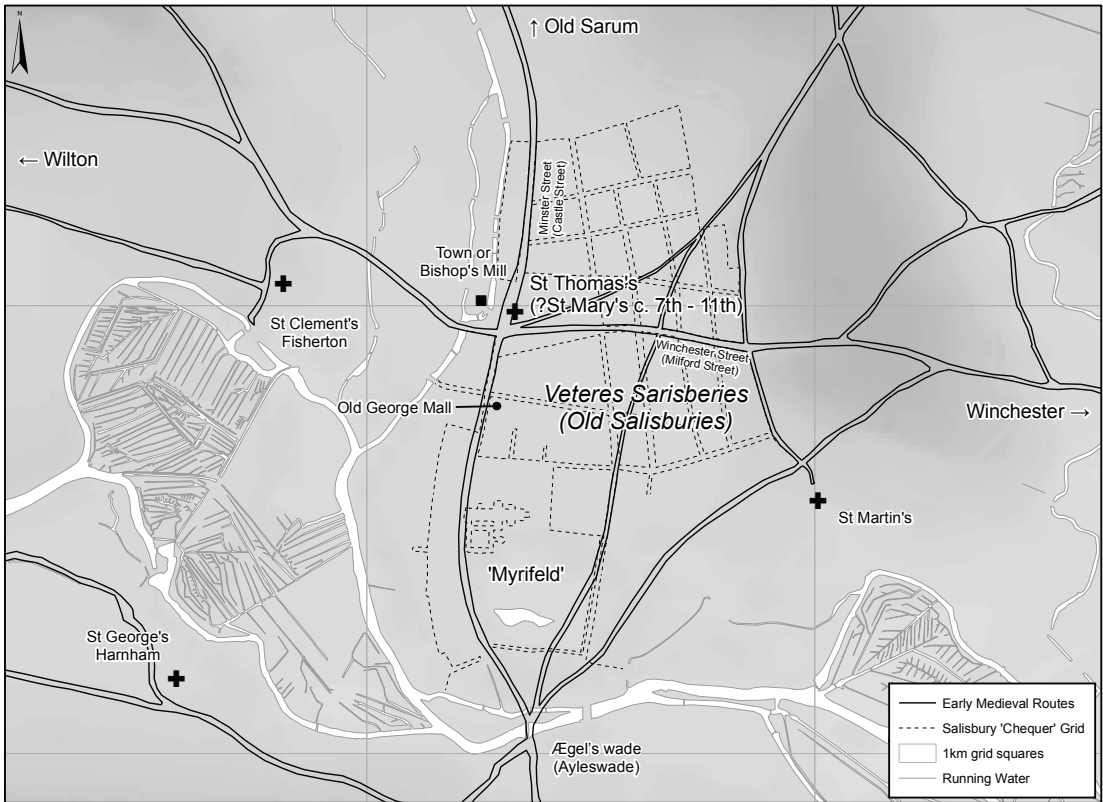 N
↑ Old Sarum
← Wilton
Minster Street
(Castle Street)
Town or
Bishop's Mill
St Thomas's
(?St Mary's c. 7th - 11th)
St Clement's
Fisherton
Winchester Street
(Milford Street)
Old George Mall
Veteres Sarisberies
(Old Salisburies)
Winchester →
St Martin's
'Myrifeld'
St George's
Harnham
Ægel's wade
(Ayleswade)
Early Medieval Routes
Salisbury 'Chequer' Grid
1km grid squares
Running Water